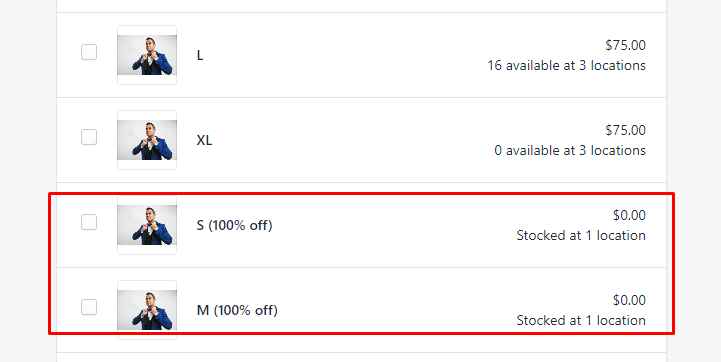 L
$75.00
16 available at 3 locations
XL
$75.00
0 available at 3 locations
S (100% off)
$0.00
Stocked at 1 location
M (100% off)
$0.00
Stocked at 1 location